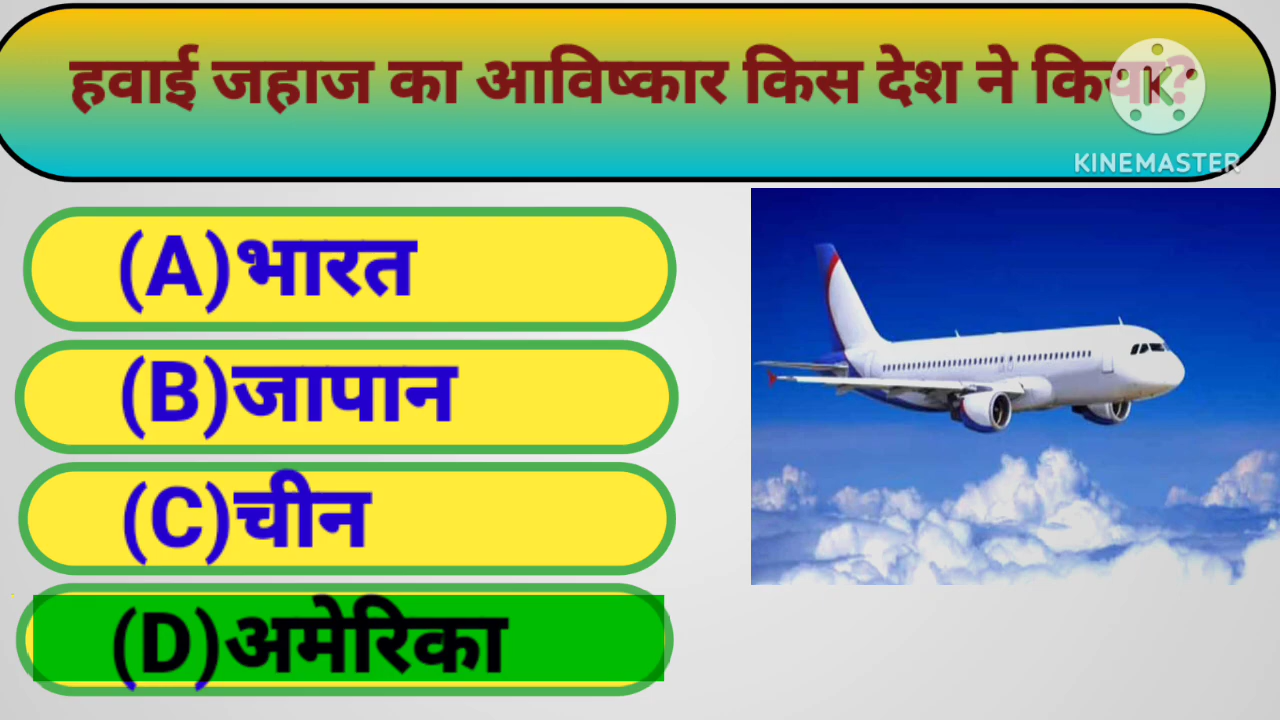 हवाई जहाज का आविष्कार किस देश ने किया?
KINEMASTER
(A)भारत
(B)जापान
(C)चीन
(D)अमेरिका